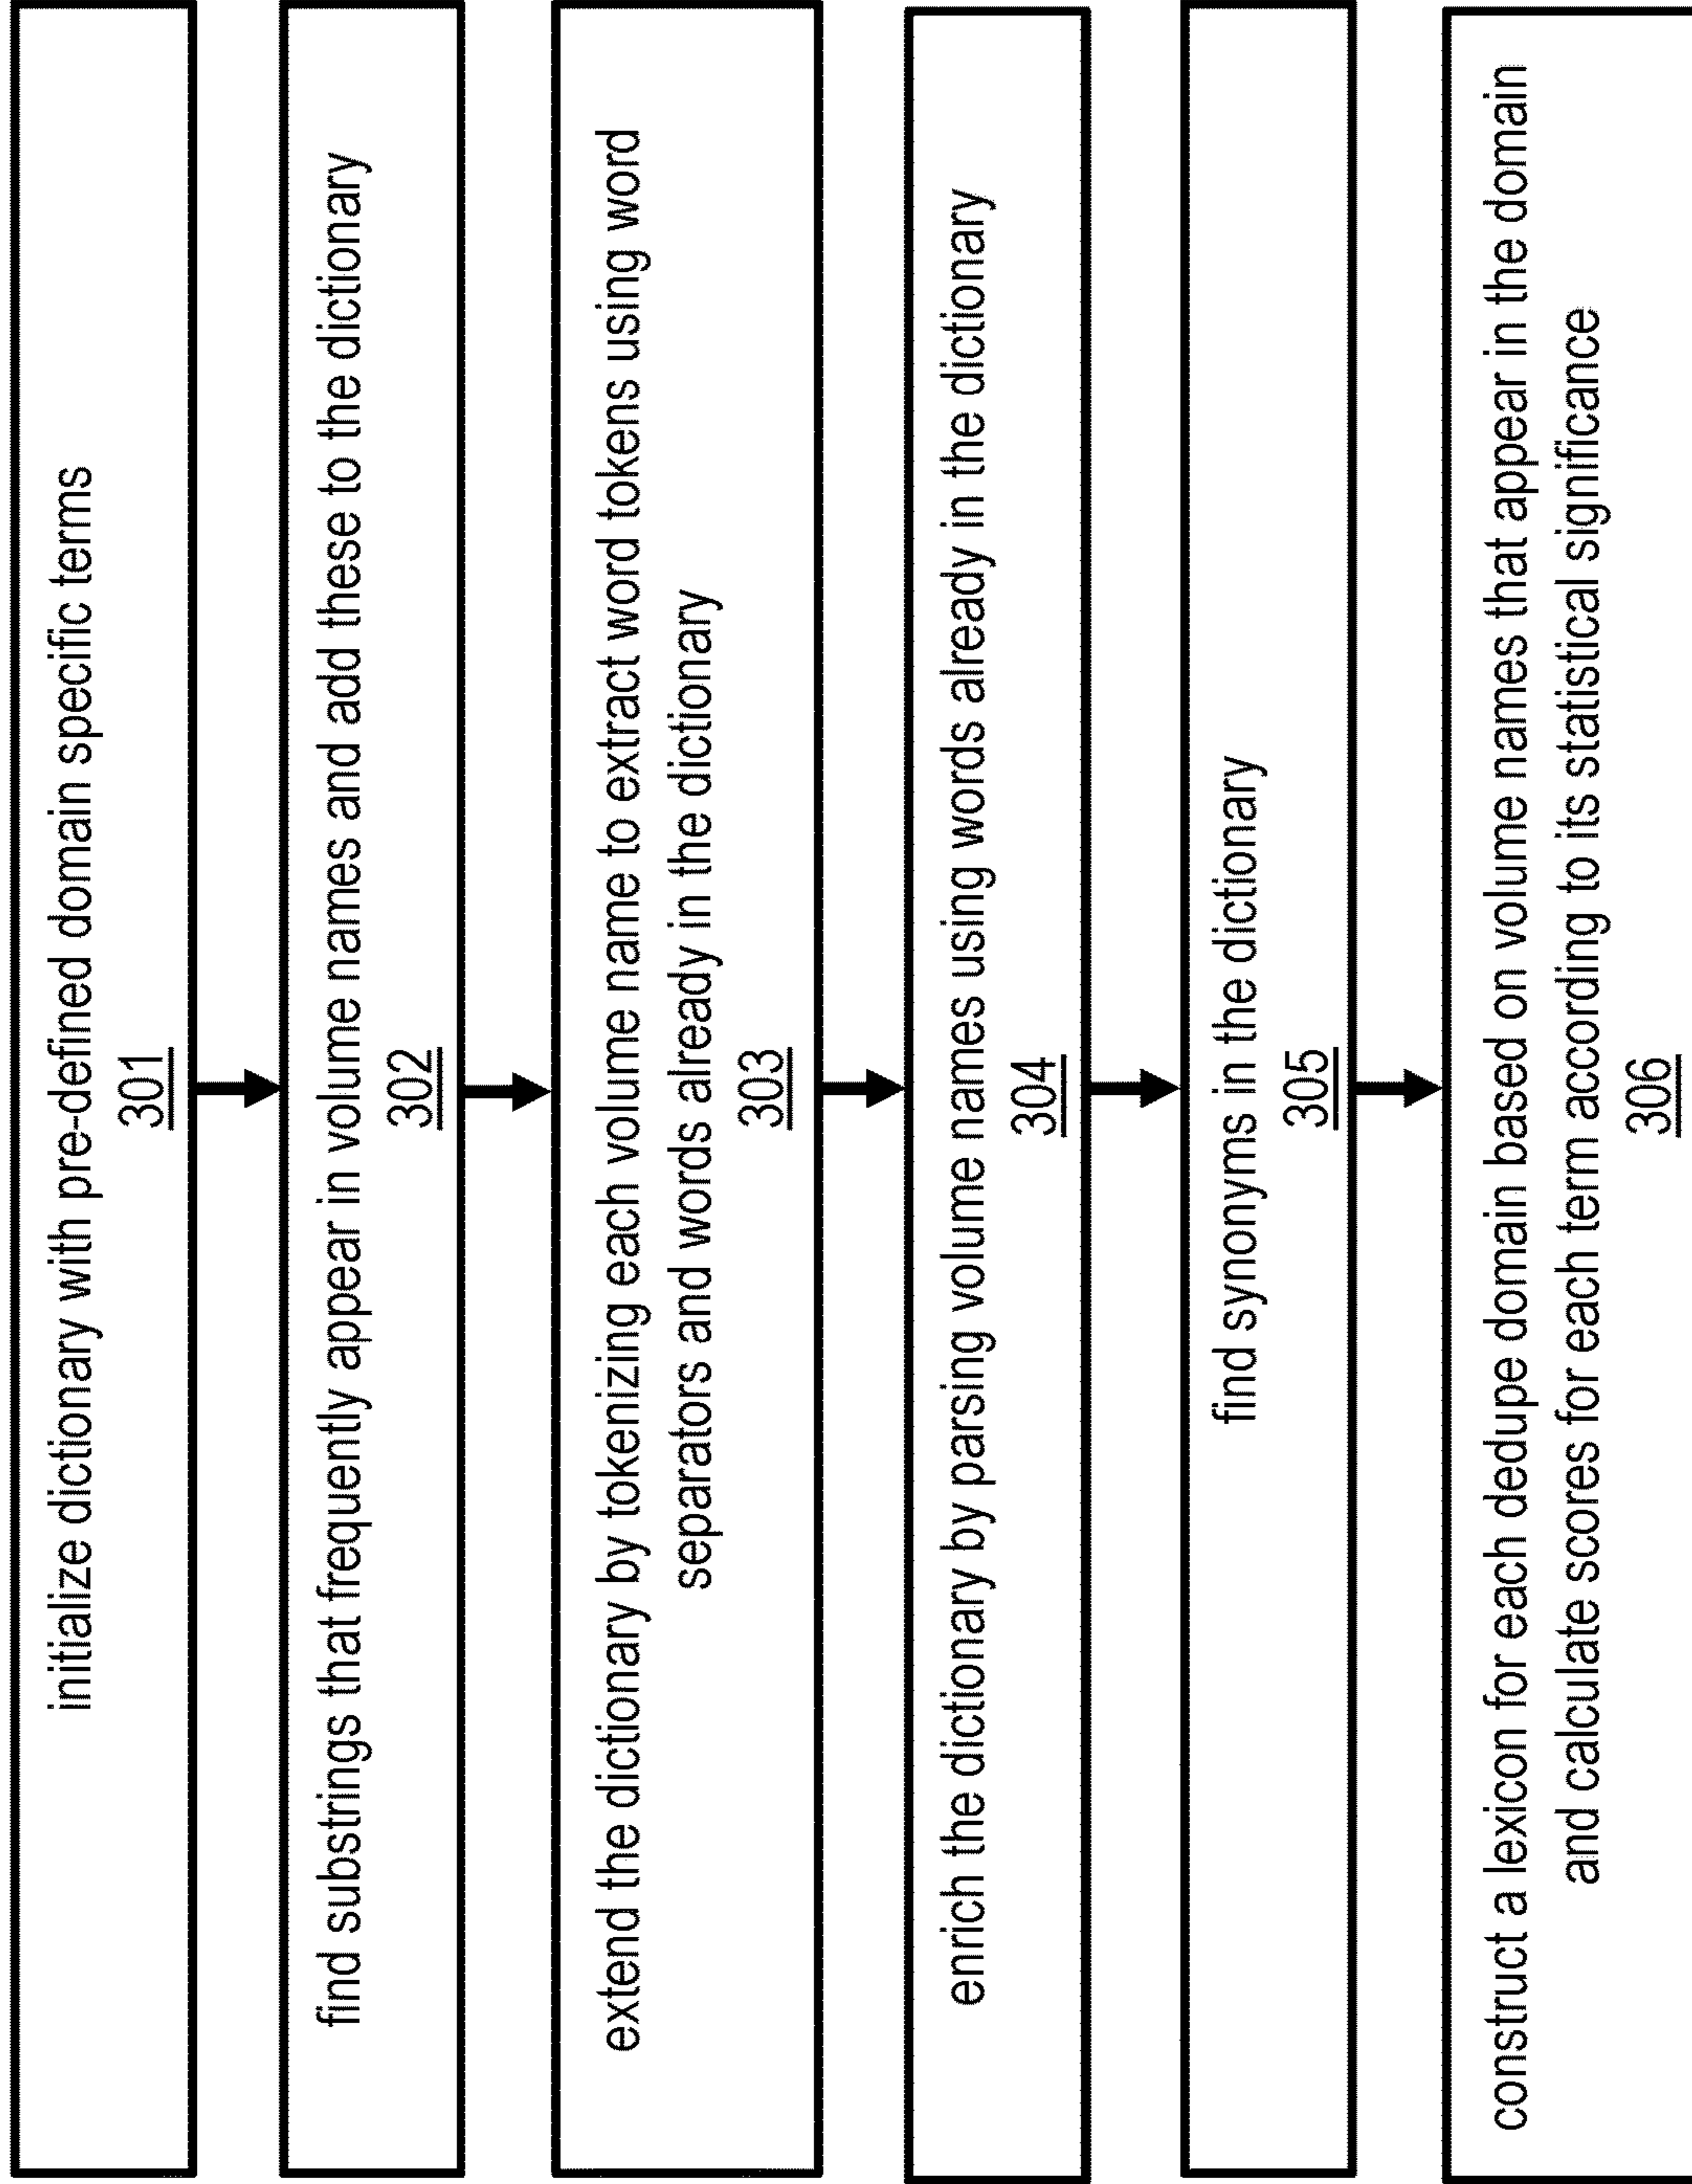 initialize dictionary with pre-defined domain specific terms
301
find substrings that frequently appear in volume names and add these to the dictionary
302
extend the dictionary by tokenizing each volume name to extract word tokens using word
separators and words already in the dictionary
303
enrich the dictionary by parsing volume names using words already in the dictionary
304
find synonyms in the dictionary
305
construct a lexicon for each dedupe domain based on volume names that appear in the domain
and calculate scores for each term according to its statistical significance
306